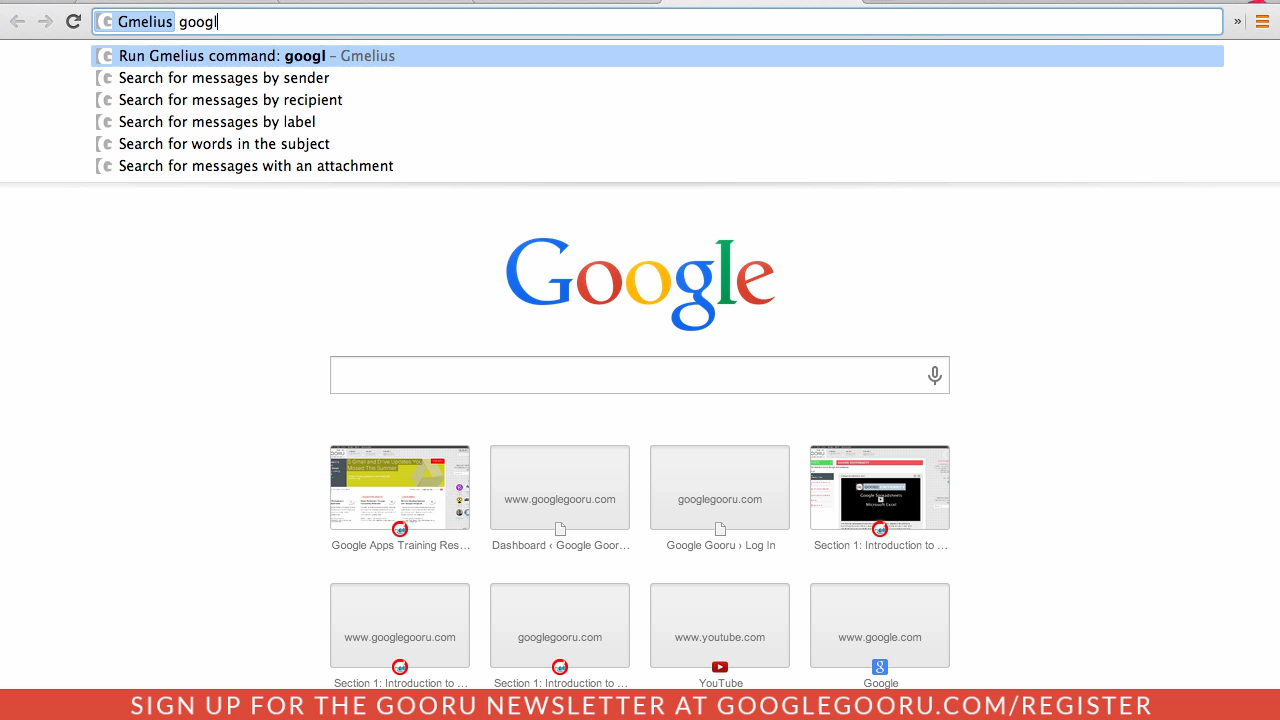 Gmelius googl
»
Run Gmelius command: googl – Gmelius
Search for messages by sender
Search for messages by recipient
Search for messages by label
Search for words in the subject
Search for messages with an attachment
Google
www.googlegooru.com
googlegooru.com
Google Spreadsheets
Microsoft Excel
Google Apps Training Res...
Dashboard ‹ Google Goor...
Google Gooru › Log In
Section 1: Introduction to ...
www.googlegooru.com
googlegooru.com
www.youtube.com
www.google.com
Section 1: Introduction to ...
Section 1: Introduction to ...
YouTube
Google
SIGN UP FOR THE GOORU NEWSLETTER AT GOOGLEGOORU.COM/REGISTER